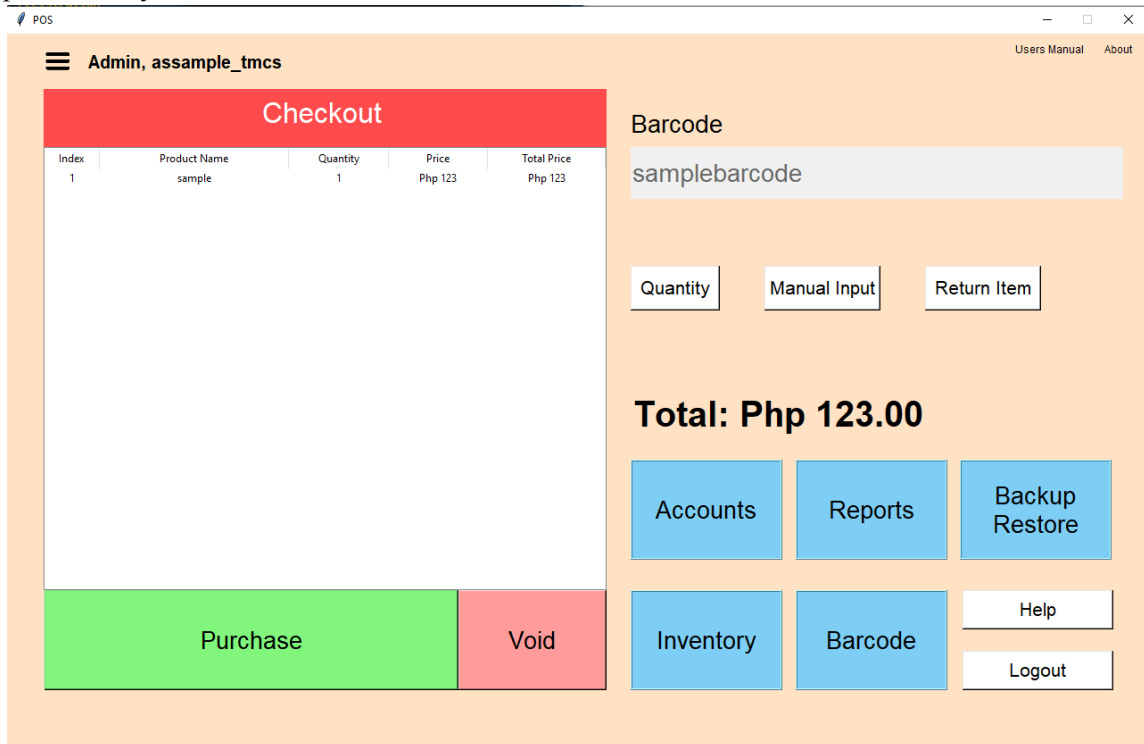 POS
Users Manual About
Admin, assample_tmcs
Checkout
Index Product Name Quantity Price Total Price
1 sample 1 Php 123 Php 123
Purchase
Void
Barcode
samplebarcode
Quantity
Manual Input
Return Item
Total: Php 123.00
Accounts
Reports
Backup
Restore
Inventory
Barcode
Help
Logout